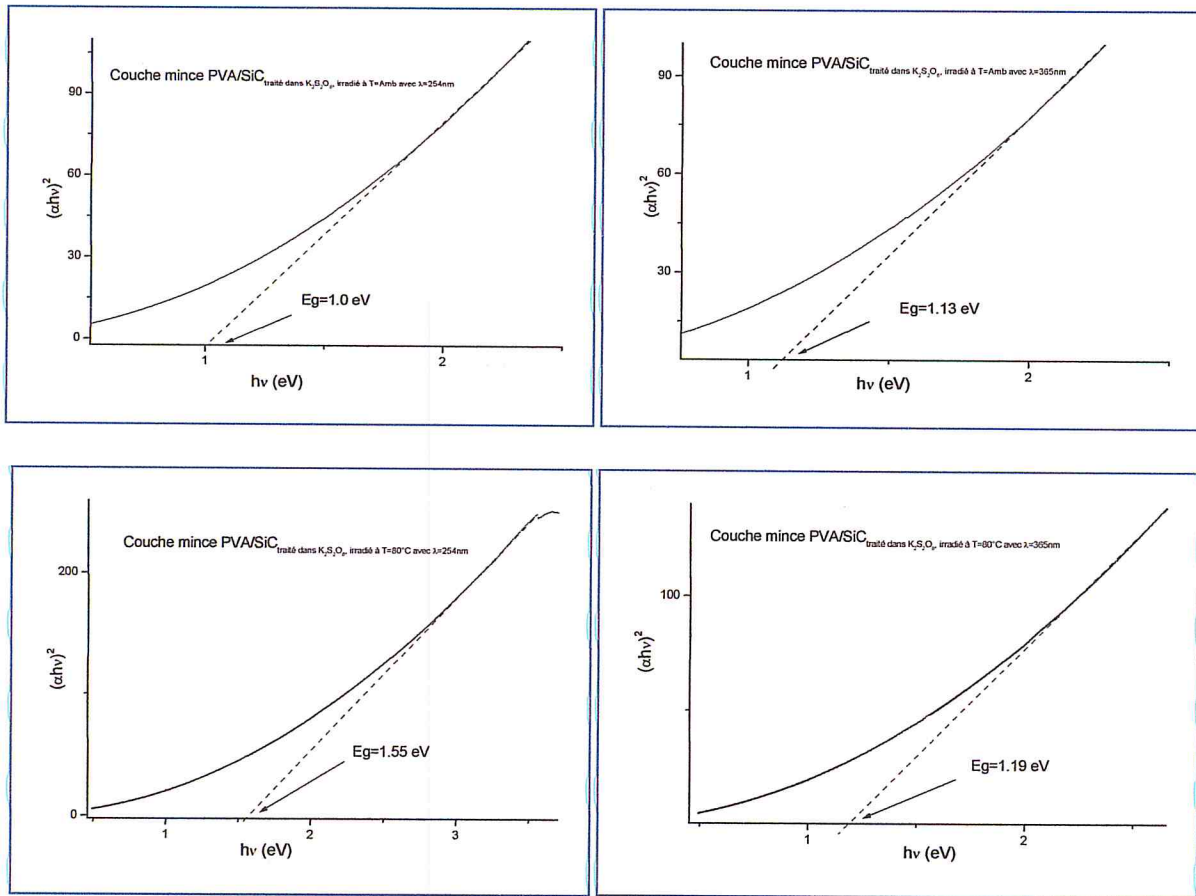 Couche mince PVA/SiC traité dans K2S2O8, irradié à T=Amb avec λ=254nm
90
60
30
0
(αhν)²
Eg=1.0 eV
1
2
hν (eV)
Couche mince PVA/SiC traité dans K2S2O8, irradié à T=Amb avec λ=365nm
90
60
30
(αhν)²
Eg=1.13 eV
1
2
hν (eV)
Couche mince PVA/SiC traité dans K2S2O8, irradié à T=80°C avec λ=254nm
200
0
(αhν)²
Eg=1.55 eV
1
2
3
hν (eV)
Couche mince PVA/SiC traité dans K2S2O8, irradié à T=80°C avec λ=365nm
100
(αhν)²
Eg=1.19 eV
1
2
hν (eV)